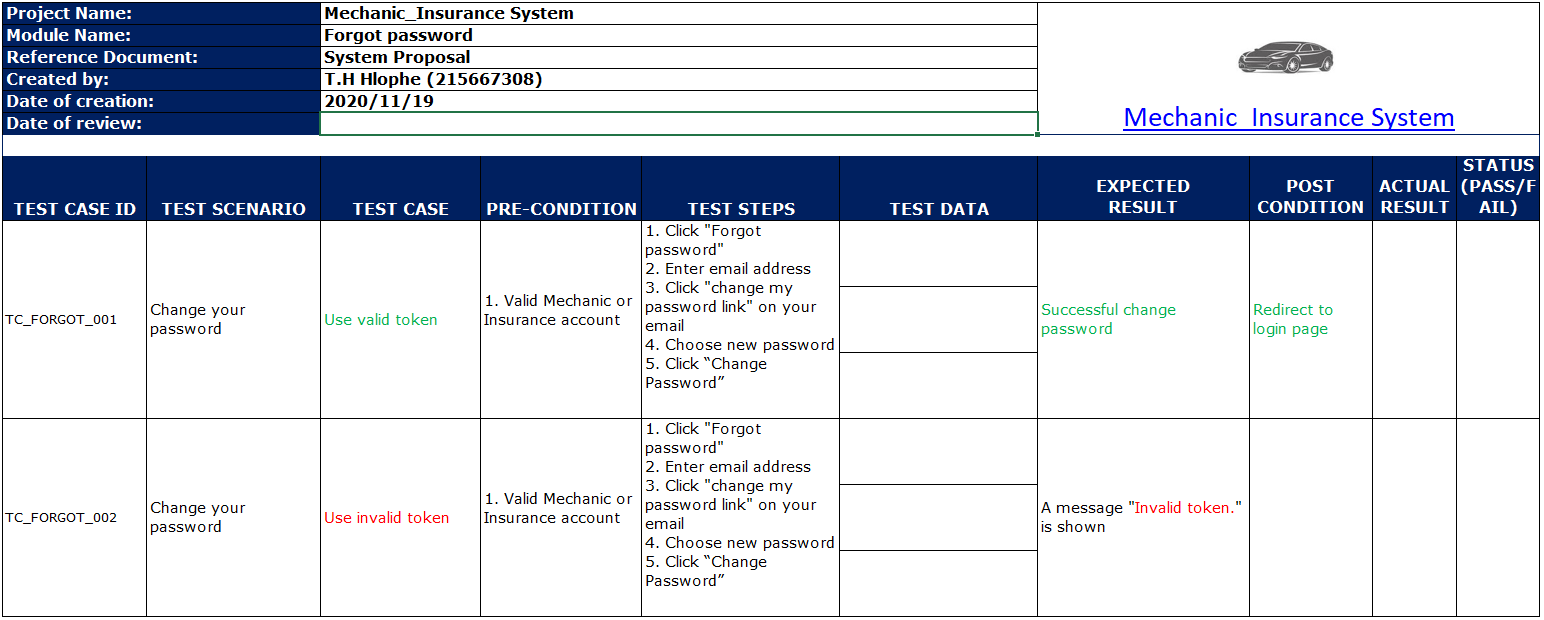 Project Name: Mechanic_Insurance System
Module Name: Forgot password
Reference Document: System Proposal
Created by: T.H Hlophe (215667308)
Date of creation: 2020/11/19
Date of review:
Mechanic  Insurance System
TEST CASE ID
TEST SCENARIO
TEST CASE
PRE-CONDITION
TEST STEPS
TEST DATA
EXPECTED
RESULT
POST
CONDITION
ACTUAL
RESULT
STATUS
(PASS/F
AIL)
TC_FORGOT_001
Change your
password
Use valid token
1. Valid Mechanic or
Insurance account
1. Click "Forgot
password"
2. Enter email address
3. Click "change my
password link" on your
email
4. Choose new password
5. Click “Change
Password”
Successful change
password
Redirect to
login page
TC_FORGOT_002
Change your
password
Use invalid token
1. Valid Mechanic or
Insurance account
1. Click "Forgot
password"
2. Enter email address
3. Click "change my
password link" on your
email
4. Choose new password
5. Click “Change
Password”
A message "Invalid token."
is shown